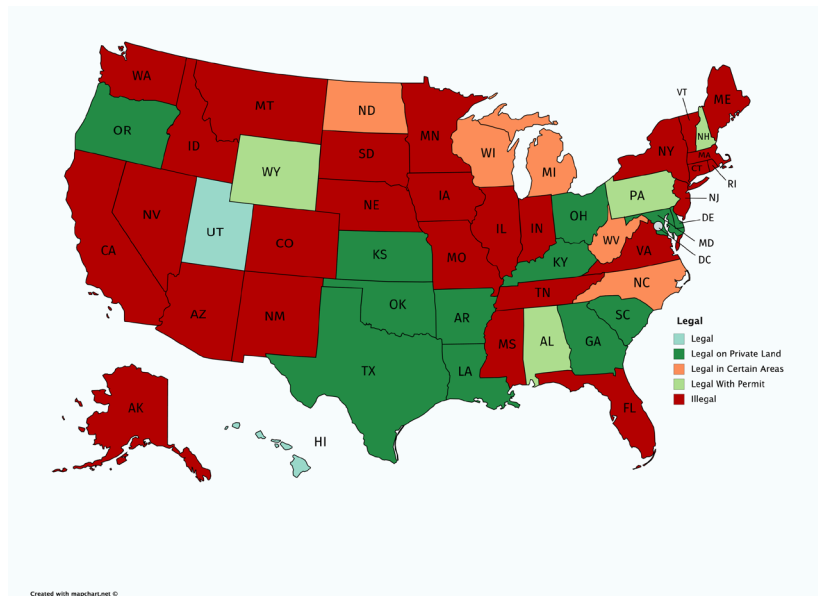 WA
MT
ND
MN
ME
VT
NH
OR
ID
SD
WI
MI
NY
MA
CT
RI
WY
NE
IA
PA
NJ
NV
UT
CO
IL
IN
OH
DE
MD
DC
CA
KS
MO
KY
WV
VA
AZ
NM
OK
AR
TN
NC
SC
TX
LA
MS
AL
GA
FL
AK
HI
Legal
Legal
Legal on Private Land
Legal in Certain Areas
Legal With Permit
Illegal
Created with mapchart.net ©